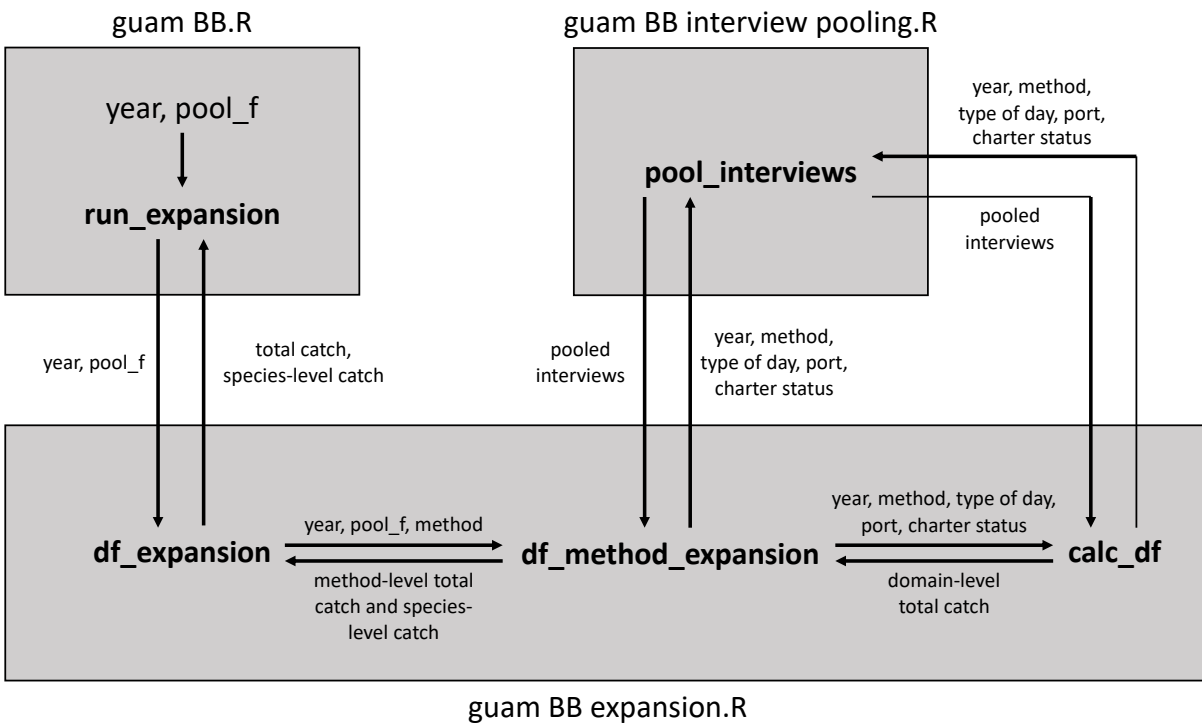 guam BB.R
guam BB interview pooling.R
year, pool_f
run_expansion
pool_interviews
year, method,
type of day, port,
charter status
pooled
interviews
year, pool_f
total catch,
species-level catch
pooled
interviews
year, method,
type of day, port,
charter status
df_expansion
year, pool_f, method
method-level total
catch and species-
level catch
df_method_expansion
year, method, type of day,
port, charter status
domain-level
total catch
calc_df
guam BB expansion.R